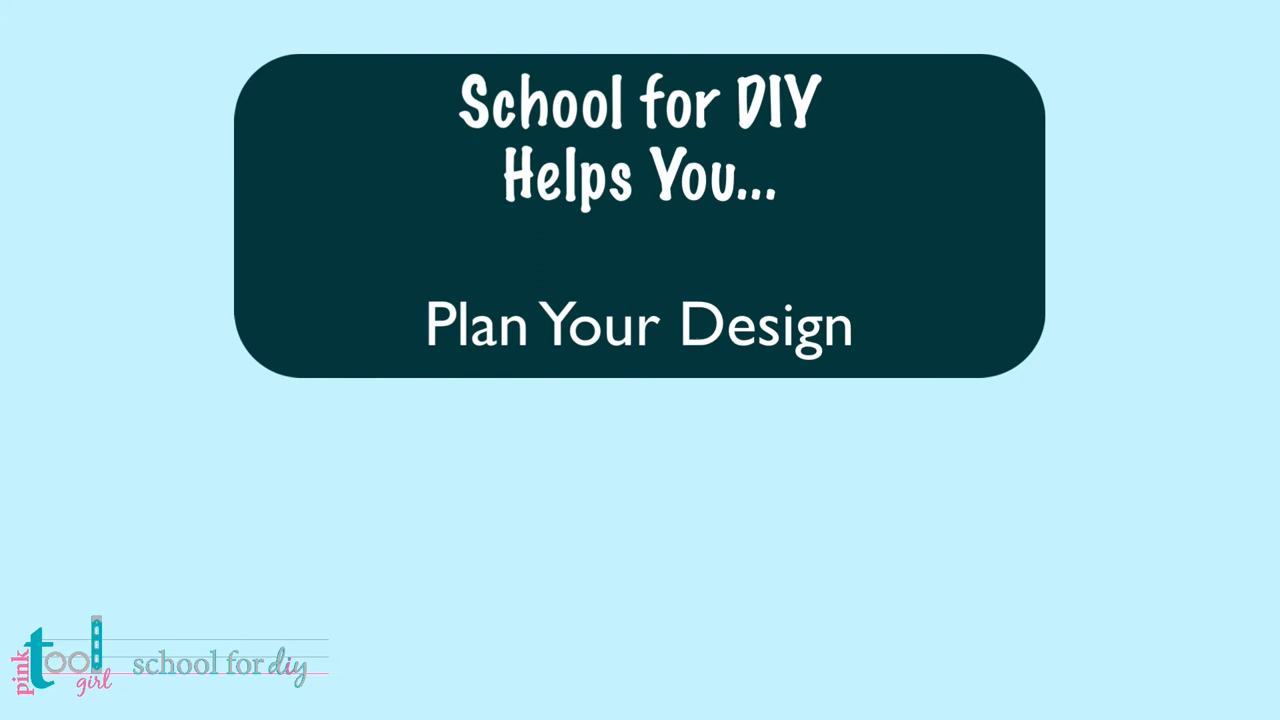 School for DIY
Helps You...
Plan Your Design
pink tool girl
school for diy